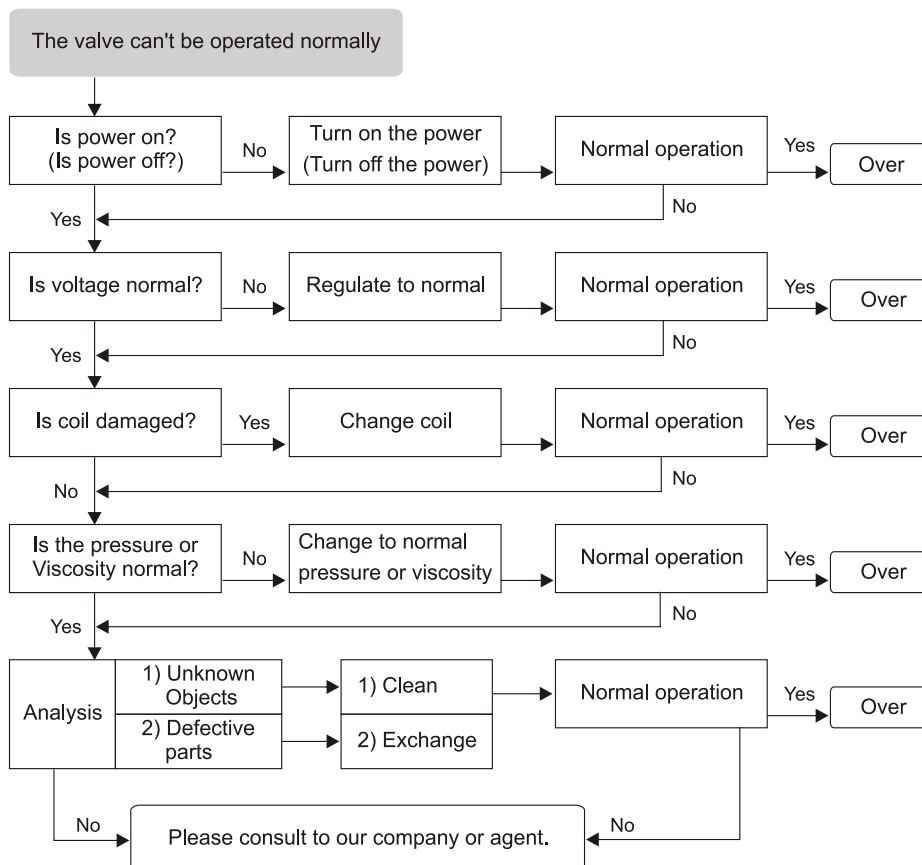 The valve can't be operated normally
Is power on?
(Is power off?)
No
Turn on the power
(Turn off the power)
Normal operation
Yes
Over
Yes
No
Is voltage normal?
No
Regulate to normal
Normal operation
Yes
Over
Yes
No
Is coil damaged?
Yes
Change coil
Normal operation
Yes
Over
No
No
Is the pressure or
Viscosity normal?
No
Change to normal
pressure or viscosity
Normal operation
Yes
Over
Yes
No
Analysis
1) Unknown
Objects
2) Defective
parts
1) Clean
2) Exchange
Normal operation
Yes
Over
No
Please consult to our company or agent.
No